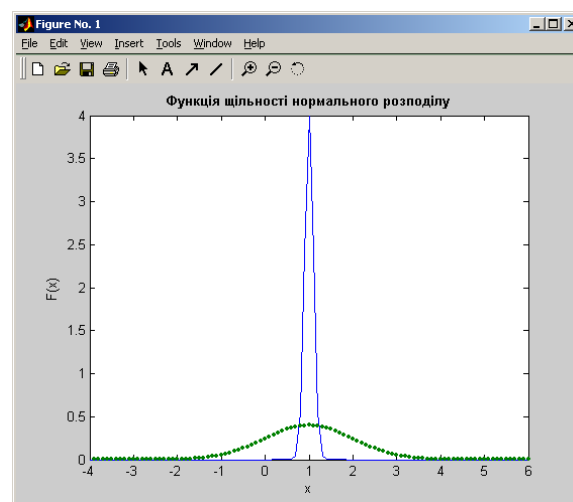 Figure No. 1
File Edit View Insert Tools Window Help
A
Функція щільності нормального розподілу
4
3.5
3
2.5
2
1.5
1
0.5
0
F(x)
-4 -3 -2 -1 0 1 2 3 4 5 6
x